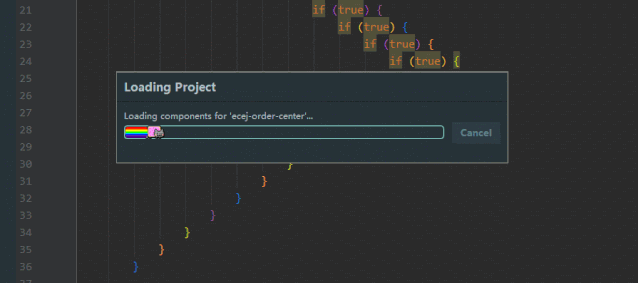 21 if (true) {
22 if (true) {
23 if (true) {
24 if (true) {
25
Loading Project
26
27
Loading components for 'ecej-order-center'...
28
Cancel
29
30 }
31 }
32 }
33 }
34 }
35 }
36 }